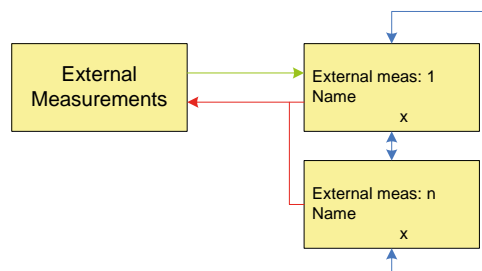 External
Measurements
External meas: 1
Name
x
External meas: n
Name
x